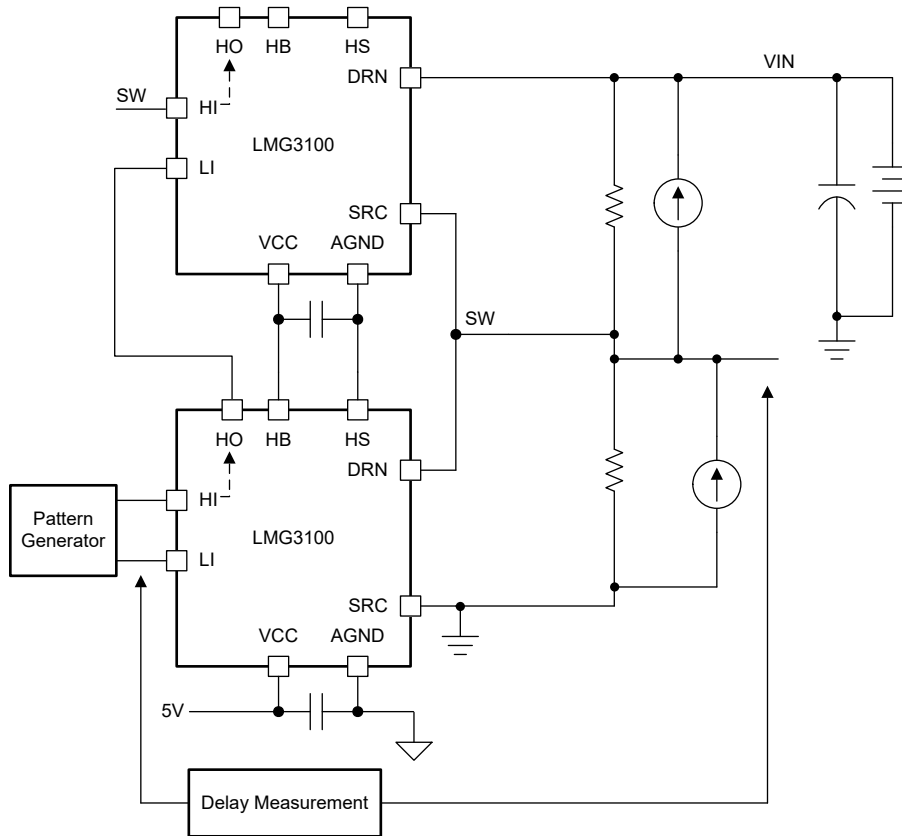 HO HB HS
DRN
VIN
SW
HI
LMG3100
LI
SRC
VCC AGND
SW
HO HB HS
DRN
HI
Pattern
Generator
LMG3100
LI
SRC
VCC AGND
5V
Delay Measurement